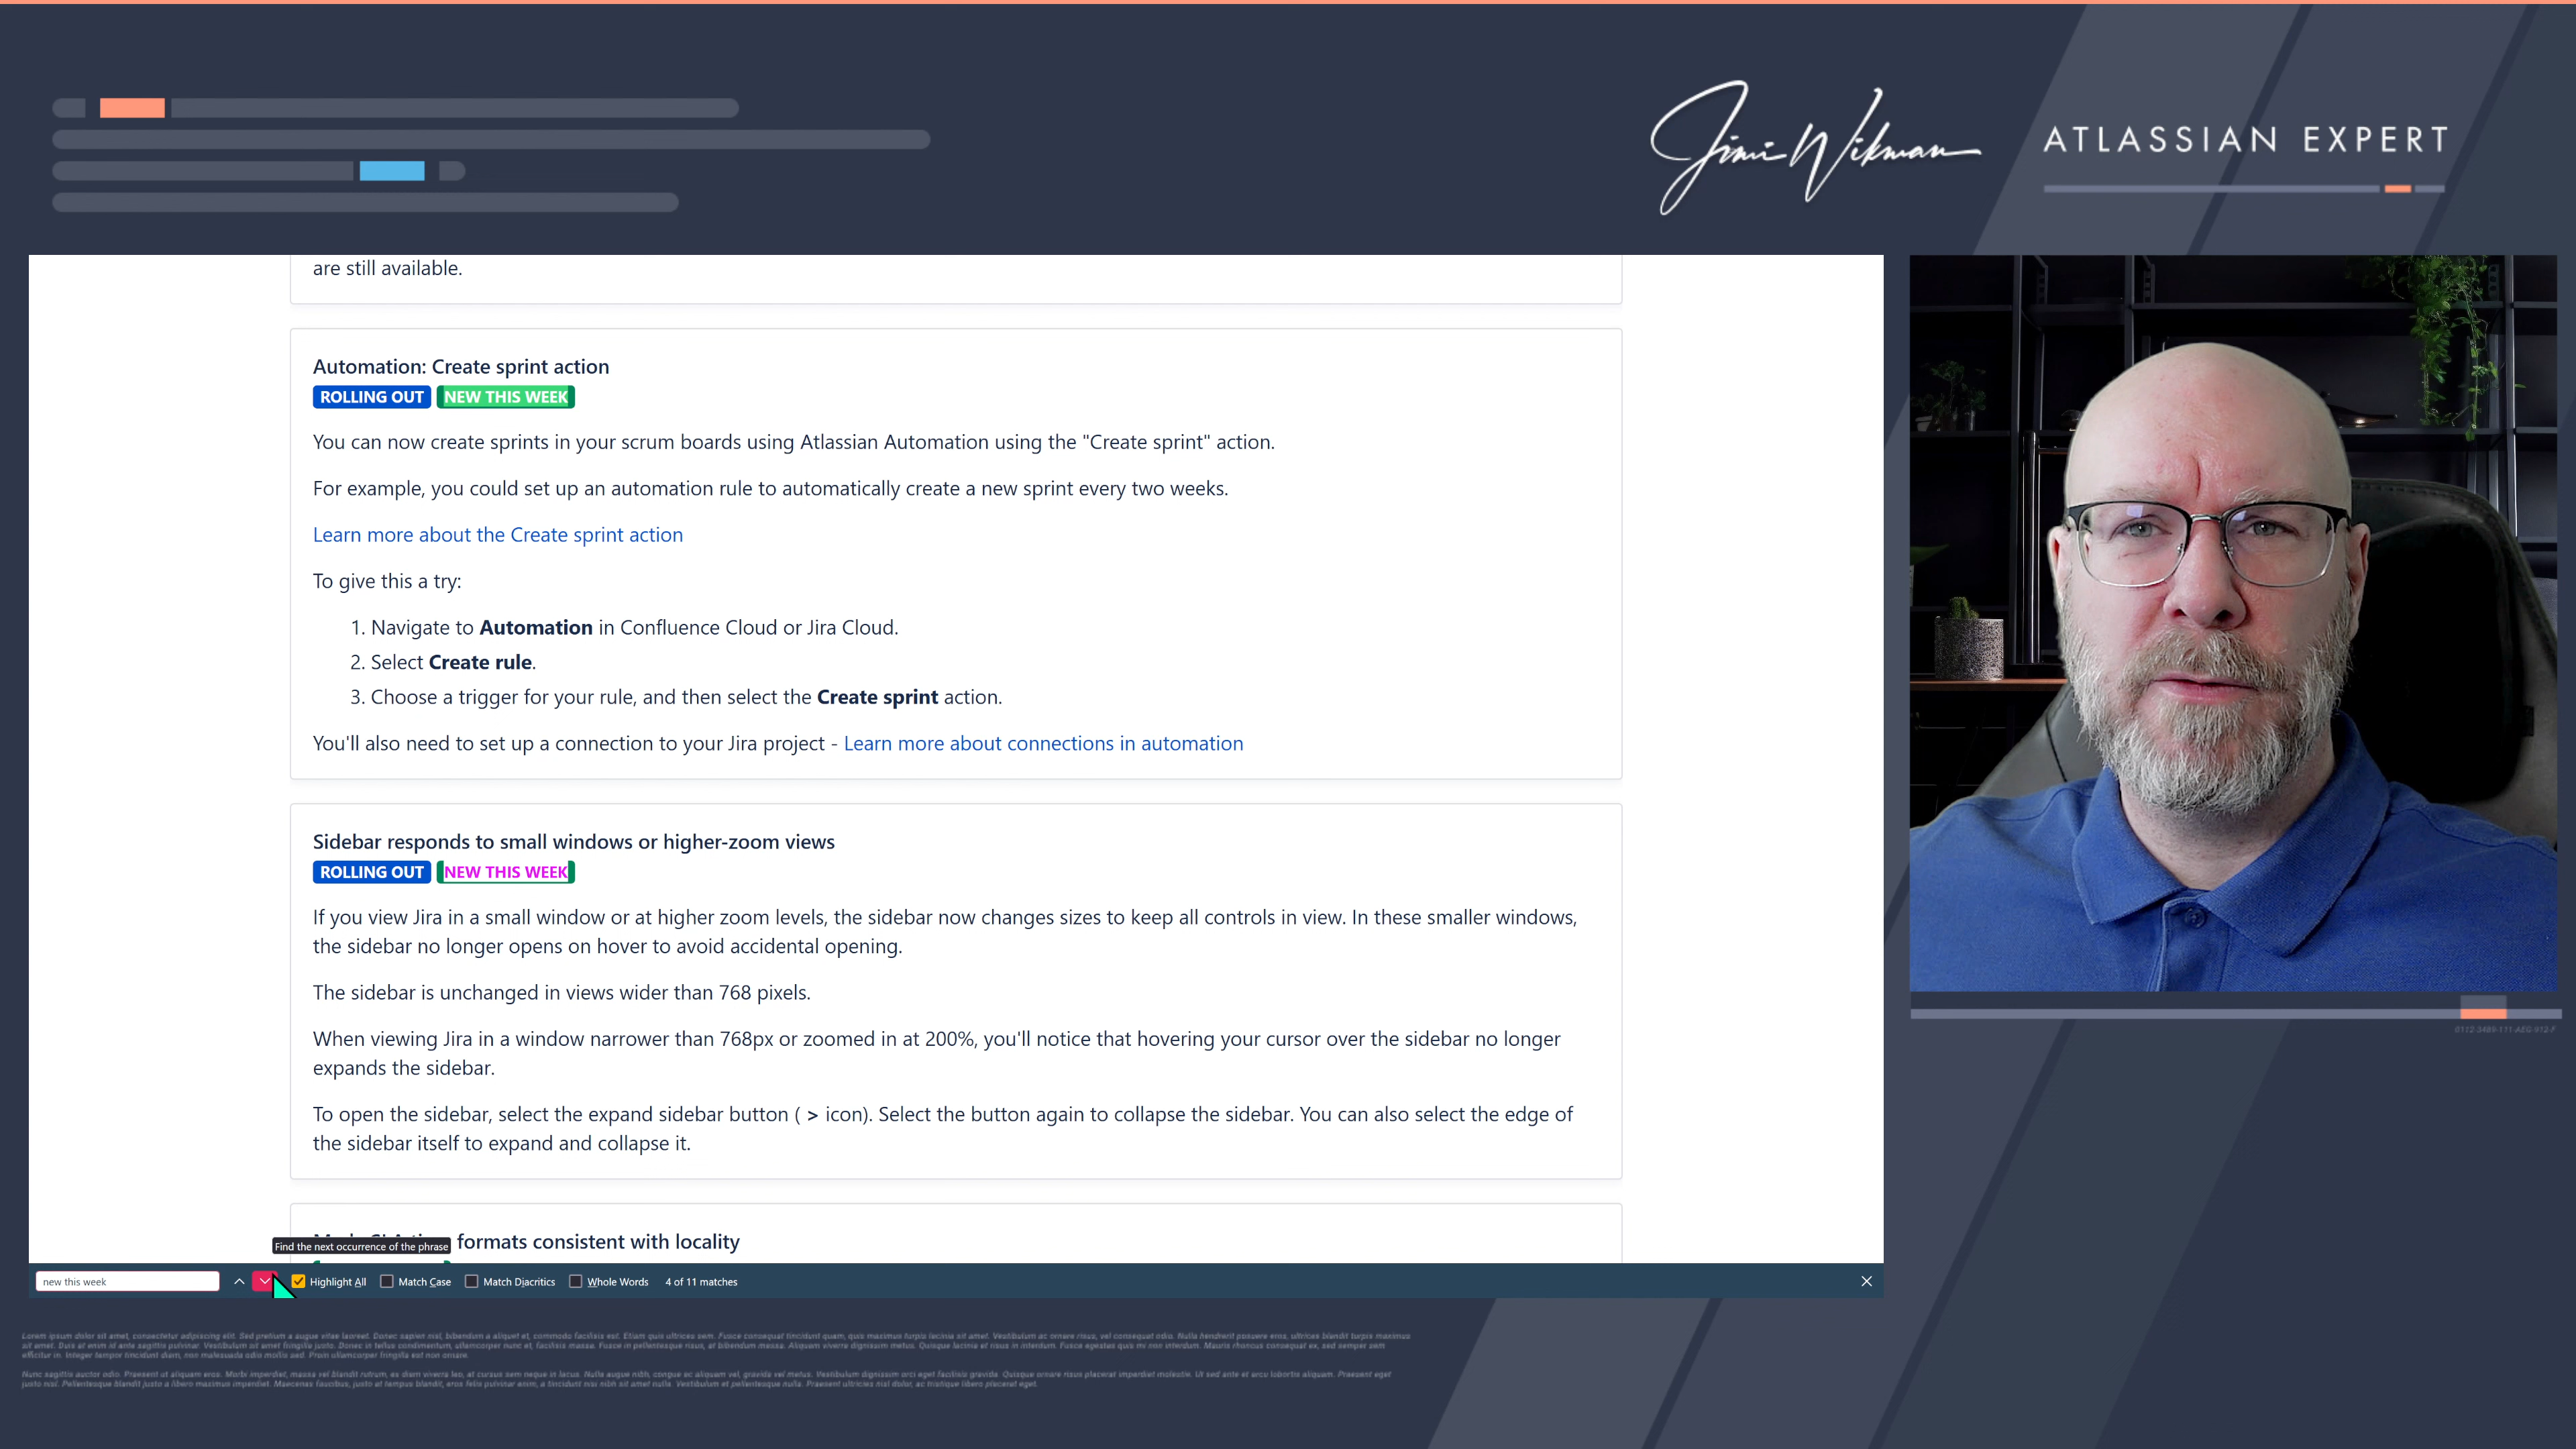 Jimi Wikman
ATLASSIAN EXPERT
are still available.
Automation: Create sprint action
ROLLING OUT NEW THIS WEEK
You can now create sprints in your scrum boards using Atlassian Automation using the "Create sprint" action.
For example, you could set up an automation rule to automatically create a new sprint every two weeks.
Learn more about the Create sprint action
To give this a try:
1. Navigate to Automation in Confluence Cloud or Jira Cloud.
2. Select Create rule.
3. Choose a trigger for your rule, and then select the Create sprint action.
You'll also need to set up a connection to your Jira project - Learn more about connections in automation
Sidebar responds to small windows or higher-zoom views
ROLLING OUT NEW THIS WEEK
If you view Jira in a small window or at higher zoom levels, the sidebar now changes sizes to keep all controls in view. In these smaller windows,
the sidebar no longer opens on hover to avoid accidental opening.
The sidebar is unchanged in views wider than 768 pixels.
When viewing Jira in a window narrower than 768px or zoomed in at 200%, you'll notice that hovering your cursor over the sidebar no longer
expands the sidebar.
To open the sidebar, select the expand sidebar button ( > icon). Select the button again to collapse the sidebar. You can also select the edge of
the sidebar itself to expand and collapse it.
formats consistent with locality
Find the next occurrence of the phrase
new this week Highlight All Match Case Match Diacritics Whole Words 4 of 11 matches